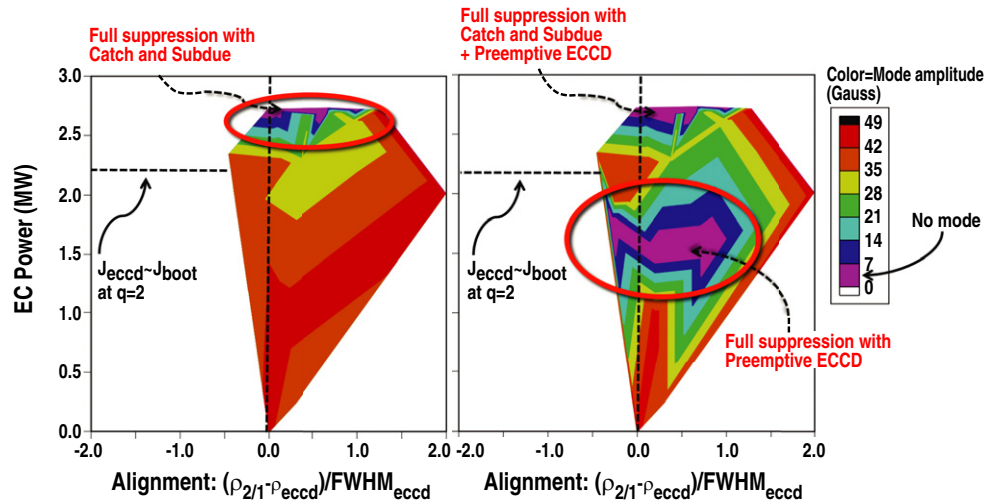 Full suppression with
Catch and Subdue
Full suppression with
Catch and Subdue
+ Preemptive ECCD
Color=Mode amplitude
(Gauss)
3.0
2.5
2.0
1.5
1.0
0.5
0.0
EC Power (MW)
Jeccd~Jboot
at q=2
Jeccd~Jboot
at q=2
49
42
35
28
21
14
7
0
No mode
Full suppression with
Preemptive ECCD
-2.0 -1.0 0.0 1.0 2.0
-2.0 -1.0 0.0 1.0 2.0
Alignment: (ρ2/1-ρeccd)/FWHMeccd
Alignment: (ρ2/1-ρeccd)/FWHMeccd